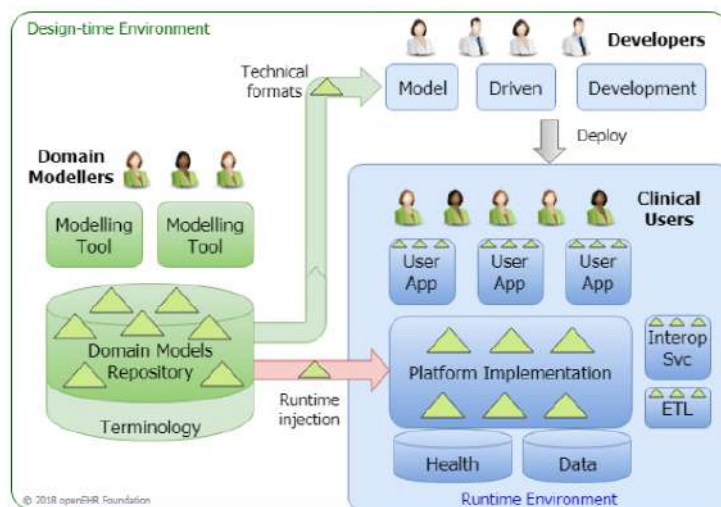 Design-time Environment
Developers
Technical
formats
Model
Driven
Development
Deploy
Domain
Modellers
Modelling
Tool
Modelling
Tool
Clinical
Users
User
App
User
App
User
App
Domain Models
Repository
Terminology
Runtime
injection
Platform Implementation
Interop
Svc
ETL
Health
Data
© 2018 openEHR Foundation
Runtime Environment